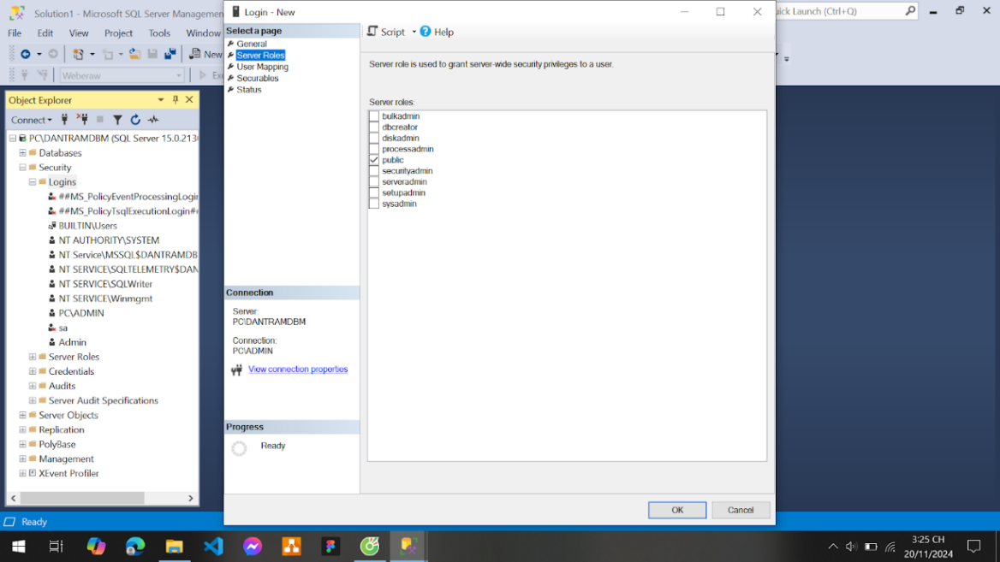 Solution1 - Microsoft SQL Server Managemen
Login - New
uick Launch (Ctrl+Q)
File Edit View Project Tools Window
New
Weberaw
Exe
Object Explorer
Connect
PC\DANTRAMDBM (SQL Server 15.0.213
Databases
Security
Logins
##MS_PolicyEventProcessingLogin
##MS_PolicyTsqlExecutionLogin##
BUILTIN\Users
NT AUTHORITY\SYSTEM
NT Service\MSSQL$DANTRAMDB
NT SERVICE\SQLTELEMETRY$DAN
NT SERVICE\SQLWriter
NT SERVICE\Winmgmt
PC\ADMIN
sa
Admin
Server Roles
Credentials
Audits
Server Audit Specifications
Server Objects
Replication
PolyBase
Management
XEvent Profiler
Ready
Select a page
General
Server Roles
User Mapping
Securables
Status
Connection
Server:
PC\DANTRAMDBM
Connection:
PC\ADMIN
View connection properties
Progress
Ready
Script Help
Server role is used to grant server-wide security privileges to a user.
Server roles:
bulkadmin
dbcreator
diskadmin
processadmin
public
securityadmin
serveradmin
setupadmin
sysadmin
OK Cancel
3:25 CH
20/11/2024